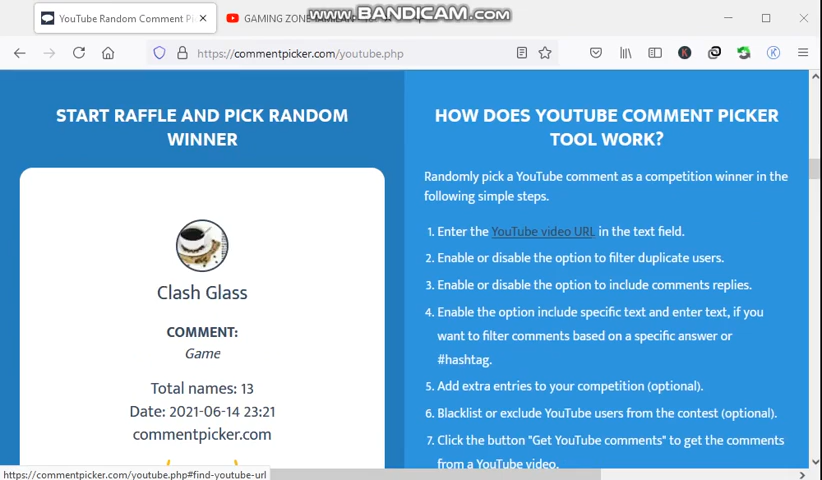 YouTube Random Comment Pi
GAMING ZONE
WWW.BANDICAM.COM
https://commentpicker.com/youtube.php
START RAFFLE AND PICK RANDOM
WINNER
Clash Glass
COMMENT:
Game
Total names: 13
Date: 2021-06-14 23:21
commentpicker.com
HOW DOES YOUTUBE COMMENT PICKER
TOOL WORK?
Randomly pick a YouTube comment as a competition winner in the
following simple steps.
1. Enter the YouTube video URL in the text field.
2. Enable or disable the option to filter duplicate users.
3. Enable or disable the option to include comments replies.
4. Enable the option include specific text and enter text, if you
want to filter comments based on a specific answer or
#hashtag.
5. Add extra entries to your competition (optional).
6. Blacklist or exclude YouTube users from the contest (optional).
7. Click the button "Get YouTube comments" to get the comments
from a YouTube video.
https://commentpicker.com/youtube.php#find-youtube-url